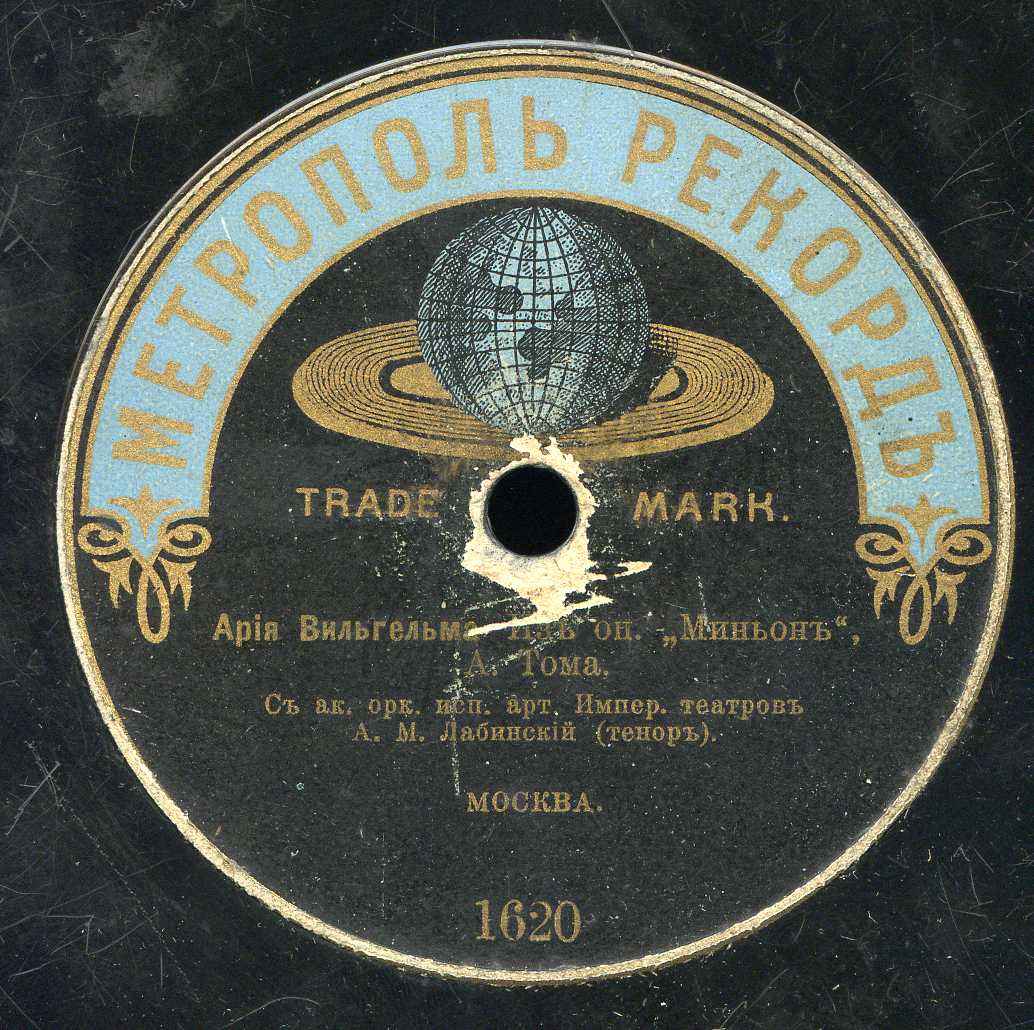 МЕТРОПОЛЬ РЕКОРДЪ
TRADE MARK.
Арія Вильгельма Изъ оп. „Миньонъ“,
А. Тома.
Съ ак. орк. исп. арт. Импер. театровъ
А. М. Лабинскій (теноръ).
МОСКВА.
1620